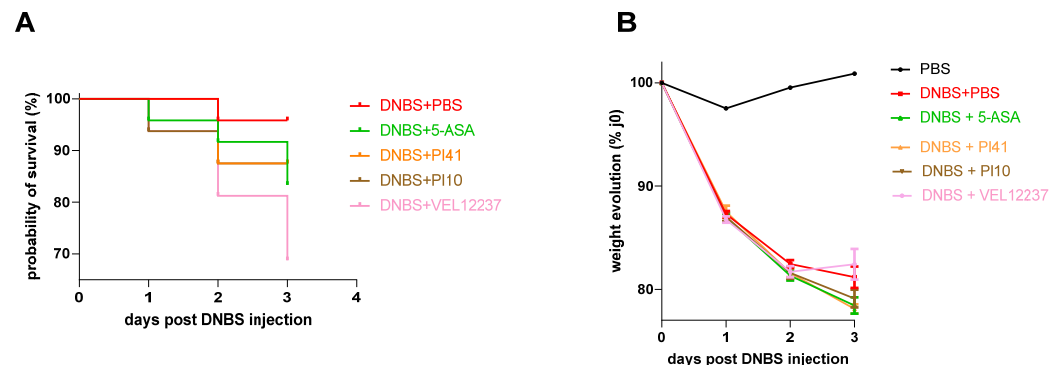 A
probability of survival (%)
100
90
80
70
0 1 2 3 4
days post DNBS injection
DNBS+PBS
DNBS+5-ASA
DNBS+PI41
DNBS+PI10
DNBS+VEL12237
B
weight evolution (% j0)
100
90
80
0 1 2 3
days post DNBS injection
PBS
DNBS+PBS
DNBS + 5-ASA
DNBS + PI41
DNBS + PI10
DNBS + VEL12237